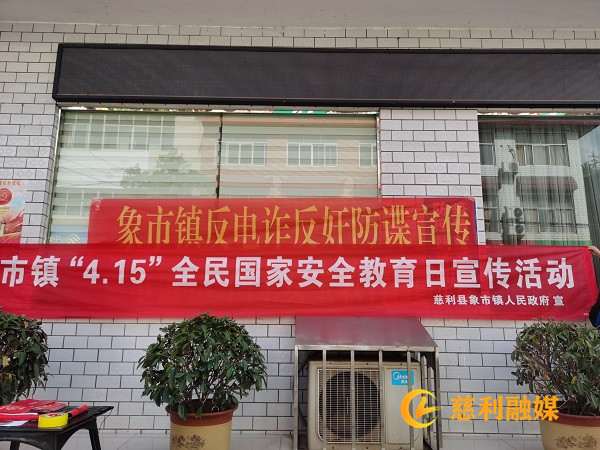 象市镇反电诈反奸防谍宣传
市镇“4.15”全民国家安全教育日宣传活动
慈利县象市镇人民政府 宣
Midea
慈利融媒